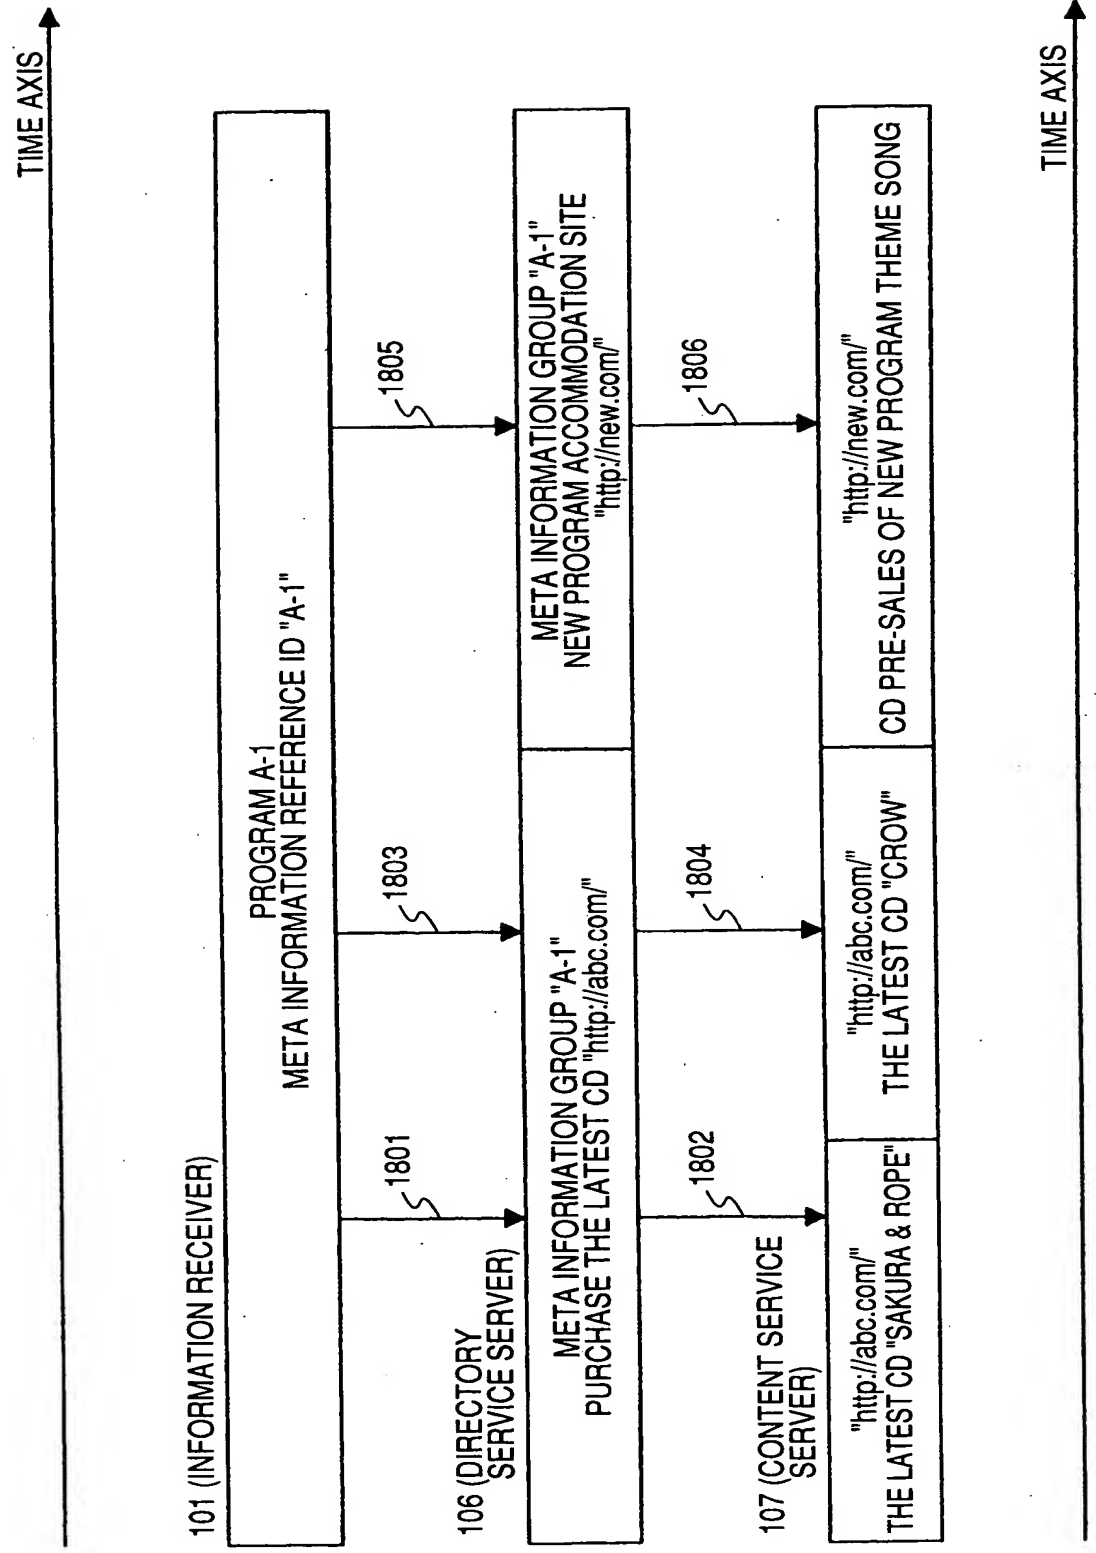 TIME AXIS
101 (INFORMATION RECEIVER)
PROGRAM A-1
META INFORMATION REFERENCE ID "A-1"
1801
1803
1805
106 (DIRECTORY
SERVICE SERVER)
META INFORMATION GROUP "A-1"
PURCHASE THE LATEST CD "http://abc.com/"
META INFORMATION GROUP "A-1"
NEW PROGRAM ACCOMMODATION SITE
"http://new.com/"
1802
1804
1806
107 (CONTENT SERVICE
SERVER)
"http://abc.com/"
THE LATEST CD "SAKURA & ROPE"
"http://abc.com/"
THE LATEST CD "CROW"
"http://new.com/"
CD PRE-SALES OF NEW PROGRAM THEME SONG
TIME AXIS